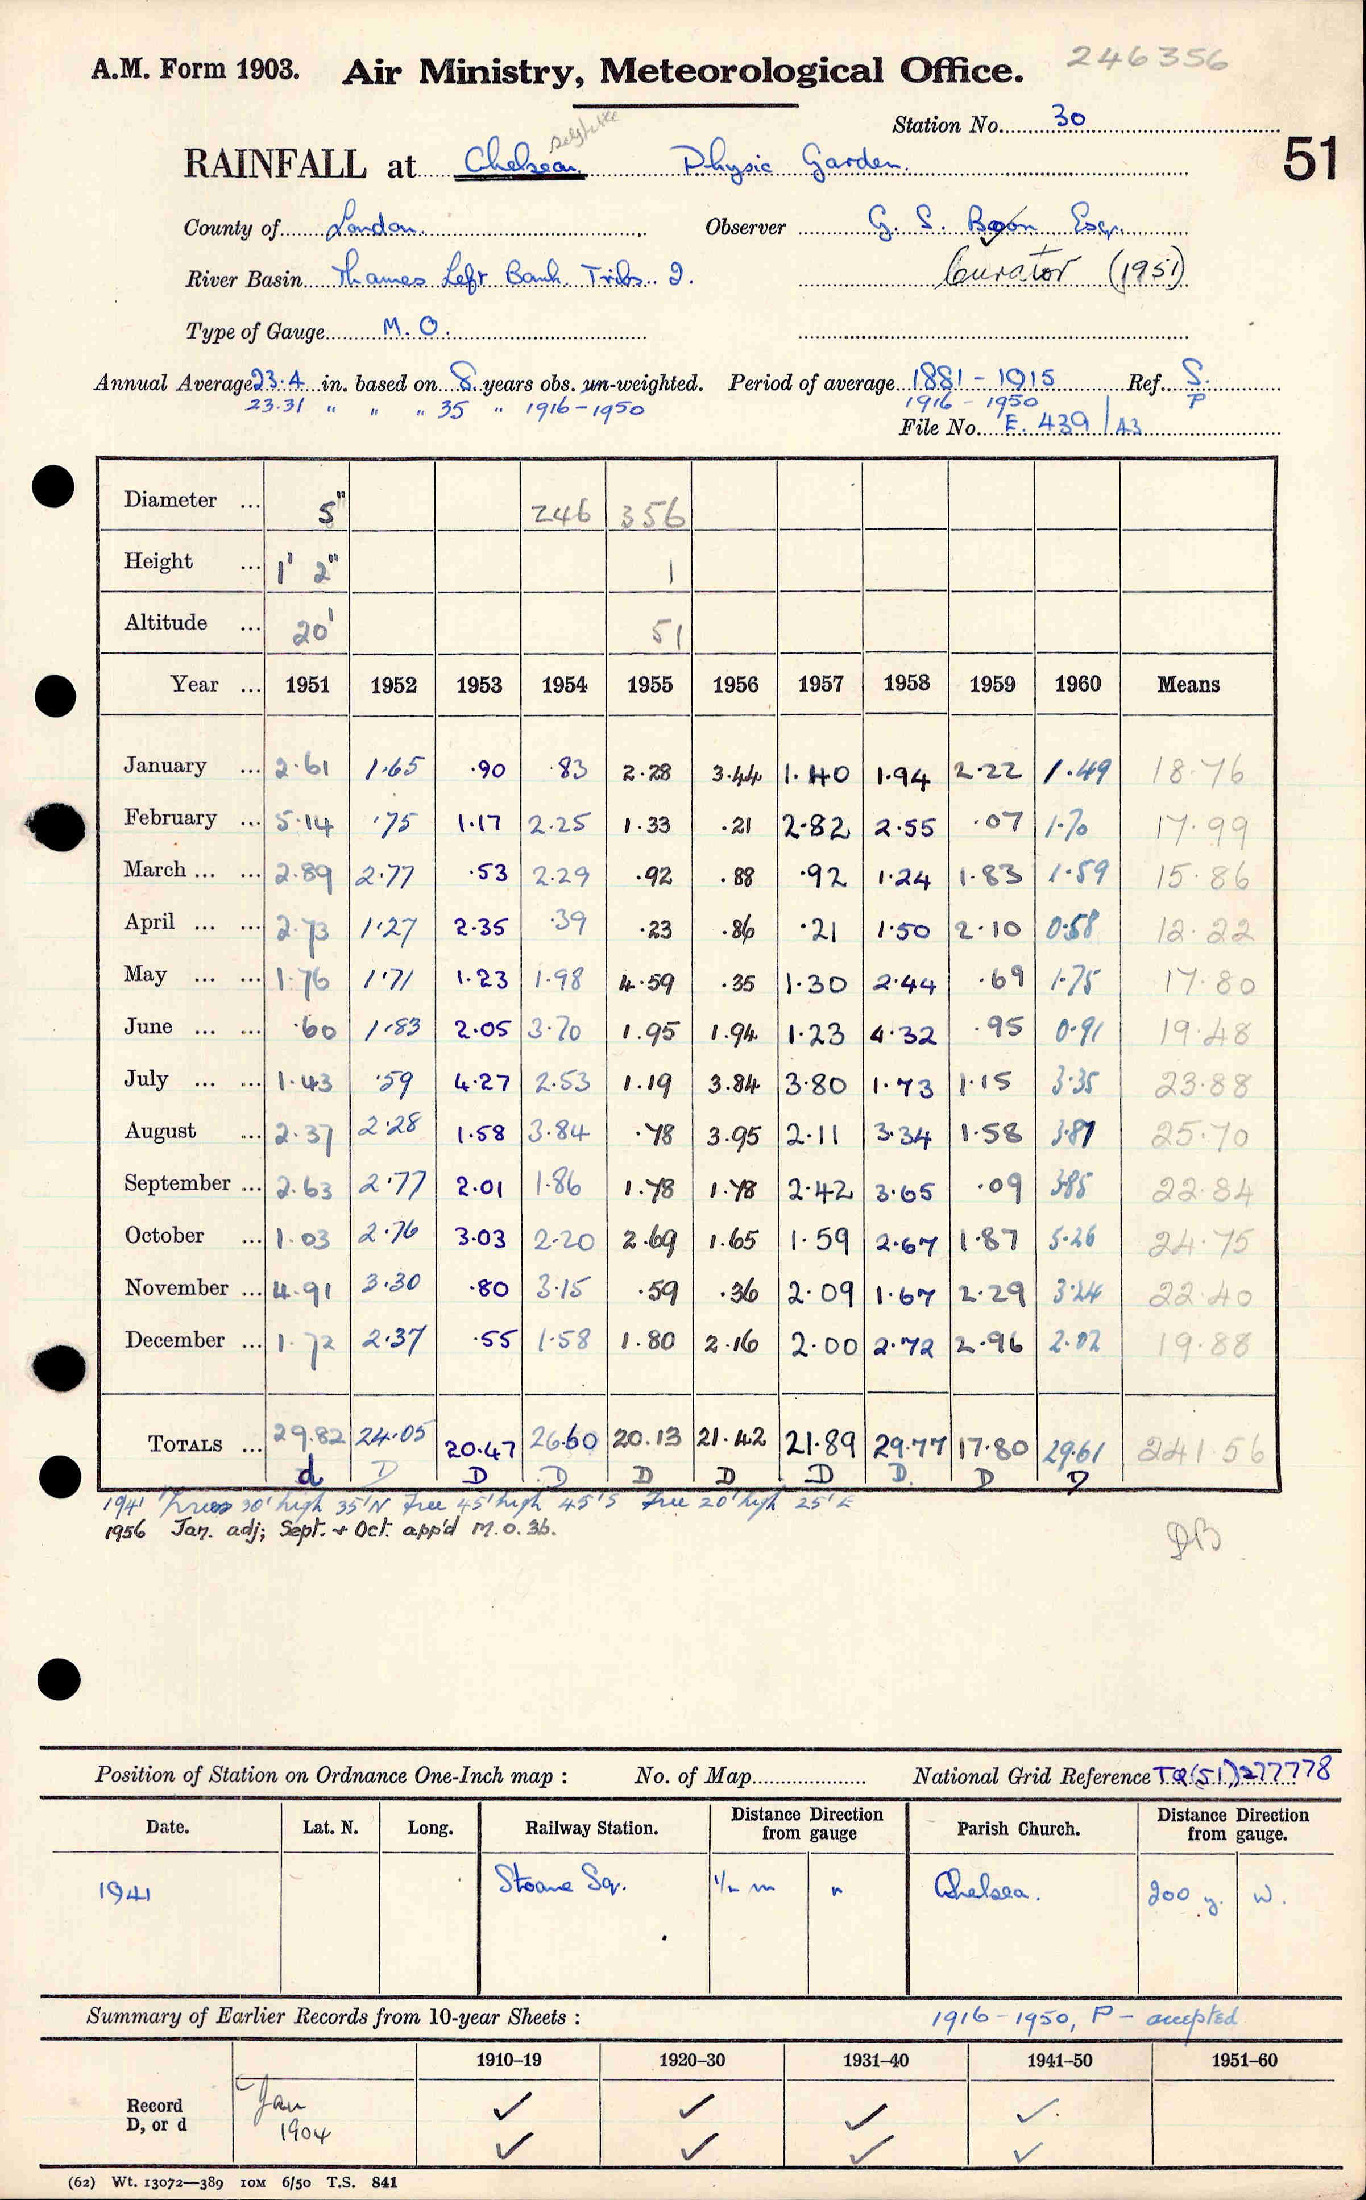 246356
A.M. Form 1903. Air Ministry, Meteorological Office.
Station No. 30
RAINFALL at Chelsea Physic Garden.
51
County of London. Observer G. S. Boon Esq.
River Basin Thames Left Bank Tribs. 2. Curator (1951)
Type of Gauge M. O.
Annual Average 23.4 in. based on 8 years obs. un-weighted. Period of average 1881 - 1915 Ref. S.
23.31 " " " 35 " 1916-1950 1916 - 1950 P
File No. E. 439/A3
Diameter ... 5" 246 356
Height ... 1' 2" 1
Altitude ... 20' 51
Year ... 1951 1952 1953 1954 1955 1956 1957 1958 1959 1960 Means
January ... 2.61 1.65 .90 .83 2.28 3.44 1.40 1.94 2.22 1.49 18.76
February ... 5.14 .75 1.17 2.25 1.33 .21 2.82 2.55 .07 1.70 17.99
March ... ... 2.89 2.77 .53 2.29 .92 .88 .92 1.24 1.83 1.59 15.86
April ... ... 2.73 1.27 2.35 .39 .23 .86 .21 1.50 2.10 0.58 12.22
May ... ... 1.76 1.71 1.23 1.98 4.59 .35 1.30 2.44 .69 1.75 17.80
June ... ... .60 1.83 2.05 3.70 1.95 1.94 1.23 4.32 .95 0.91 19.48
July ... ... 1.43 .59 4.27 2.53 1.19 3.84 3.80 1.73 1.15 3.35 23.88
August ... 2.37 2.28 1.58 3.84 .78 3.95 2.11 3.34 1.58 3.87 25.70
September ... 2.63 2.77 2.01 1.86 1.78 1.78 2.42 3.65 .09 3.85 22.84
October ... 1.03 2.76 3.03 2.20 2.69 1.65 1.59 2.67 1.87 5.26 24.75
November ... 4.91 3.30 .80 3.15 .59 .36 2.09 1.67 2.29 3.24 22.40
December ... 1.72 2.37 .55 1.58 1.80 2.16 2.00 2.72 2.96 2.02 19.88
TOTALS ... 29.82 24.05 20.47 26.60 20.13 21.42 21.89 29.77 17.80 29.61 241.56
d D D D D D D D. D D
1941 Trees 30' high 35' N Tree 45' high 45' S Tree 20' high 25' E
1956 Jan. adj; Sept. + Oct. app'd M.O. 3b.
Position of Station on Ordnance One-Inch map : No. of Map National Grid Reference TQ(51)277778
Date. Lat. N. Long. Railway Station. Distance Direction from gauge Parish Church. Distance Direction from gauge.
1941 Sloane Sq. 1/2 m n Chelsea. 200 y. W.
Summary of Earlier Records from 10-year Sheets : 1916-1950, P - accepted
1910–19 1920–30 1931–40 1941–50 1951–60
Record D, or d Jan 1904 ✓ ✓ ✓ ✓
✓ ✓ ✓ ✓
(62) Wt. 13072—389 10M 6/50 T.S. 841